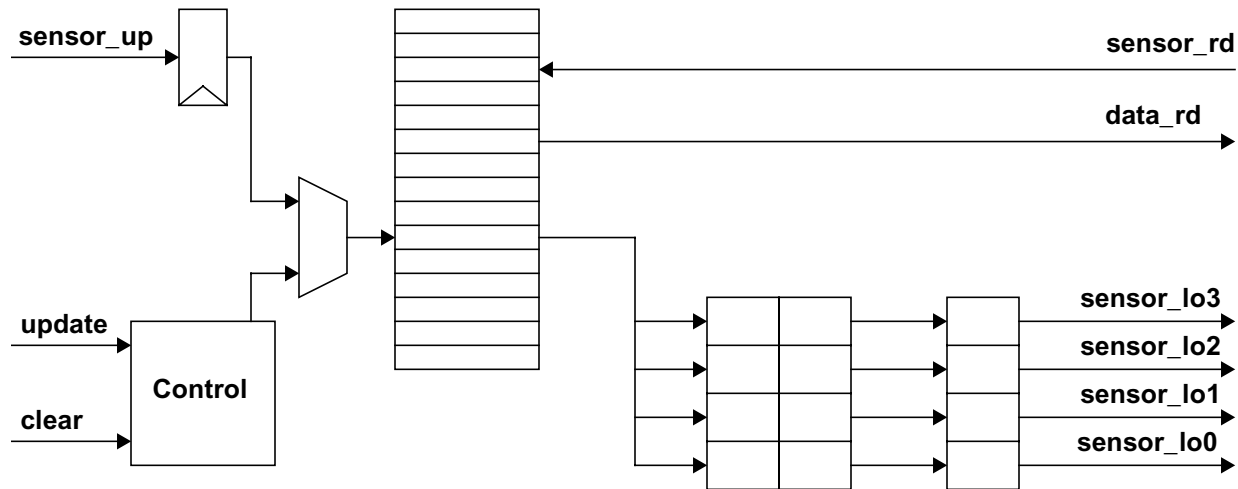 sensor_up
sensor_rd
data_rd
update
Control
clear
sensor_lo3
sensor_lo2
sensor_lo1
sensor_lo0